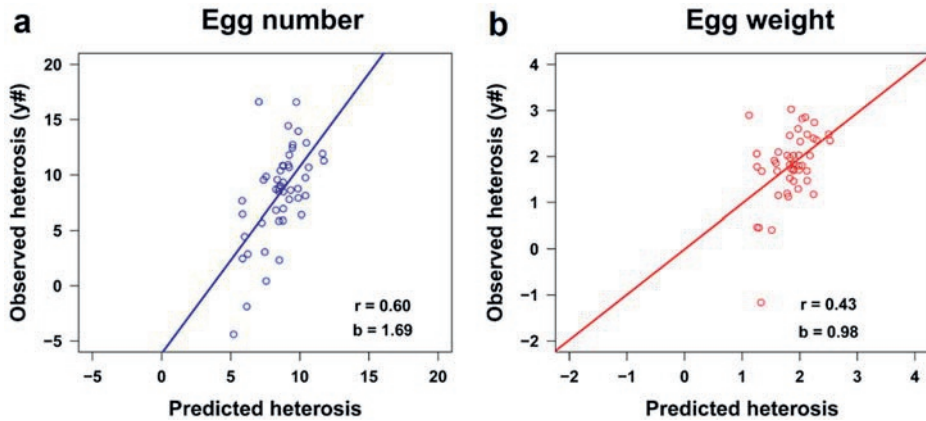 a Egg number
Observed heterosis (y#)
20
15
10
5
0
−5
−5 0 5 10 15 20
r = 0.60
b = 1.69
Predicted heterosis
b Egg weight
Observed heterosis (y#)
4
3
2
1
0
−1
−2
−2 −1 0 1 2 3 4
r = 0.43
b = 0.98
Predicted heterosis